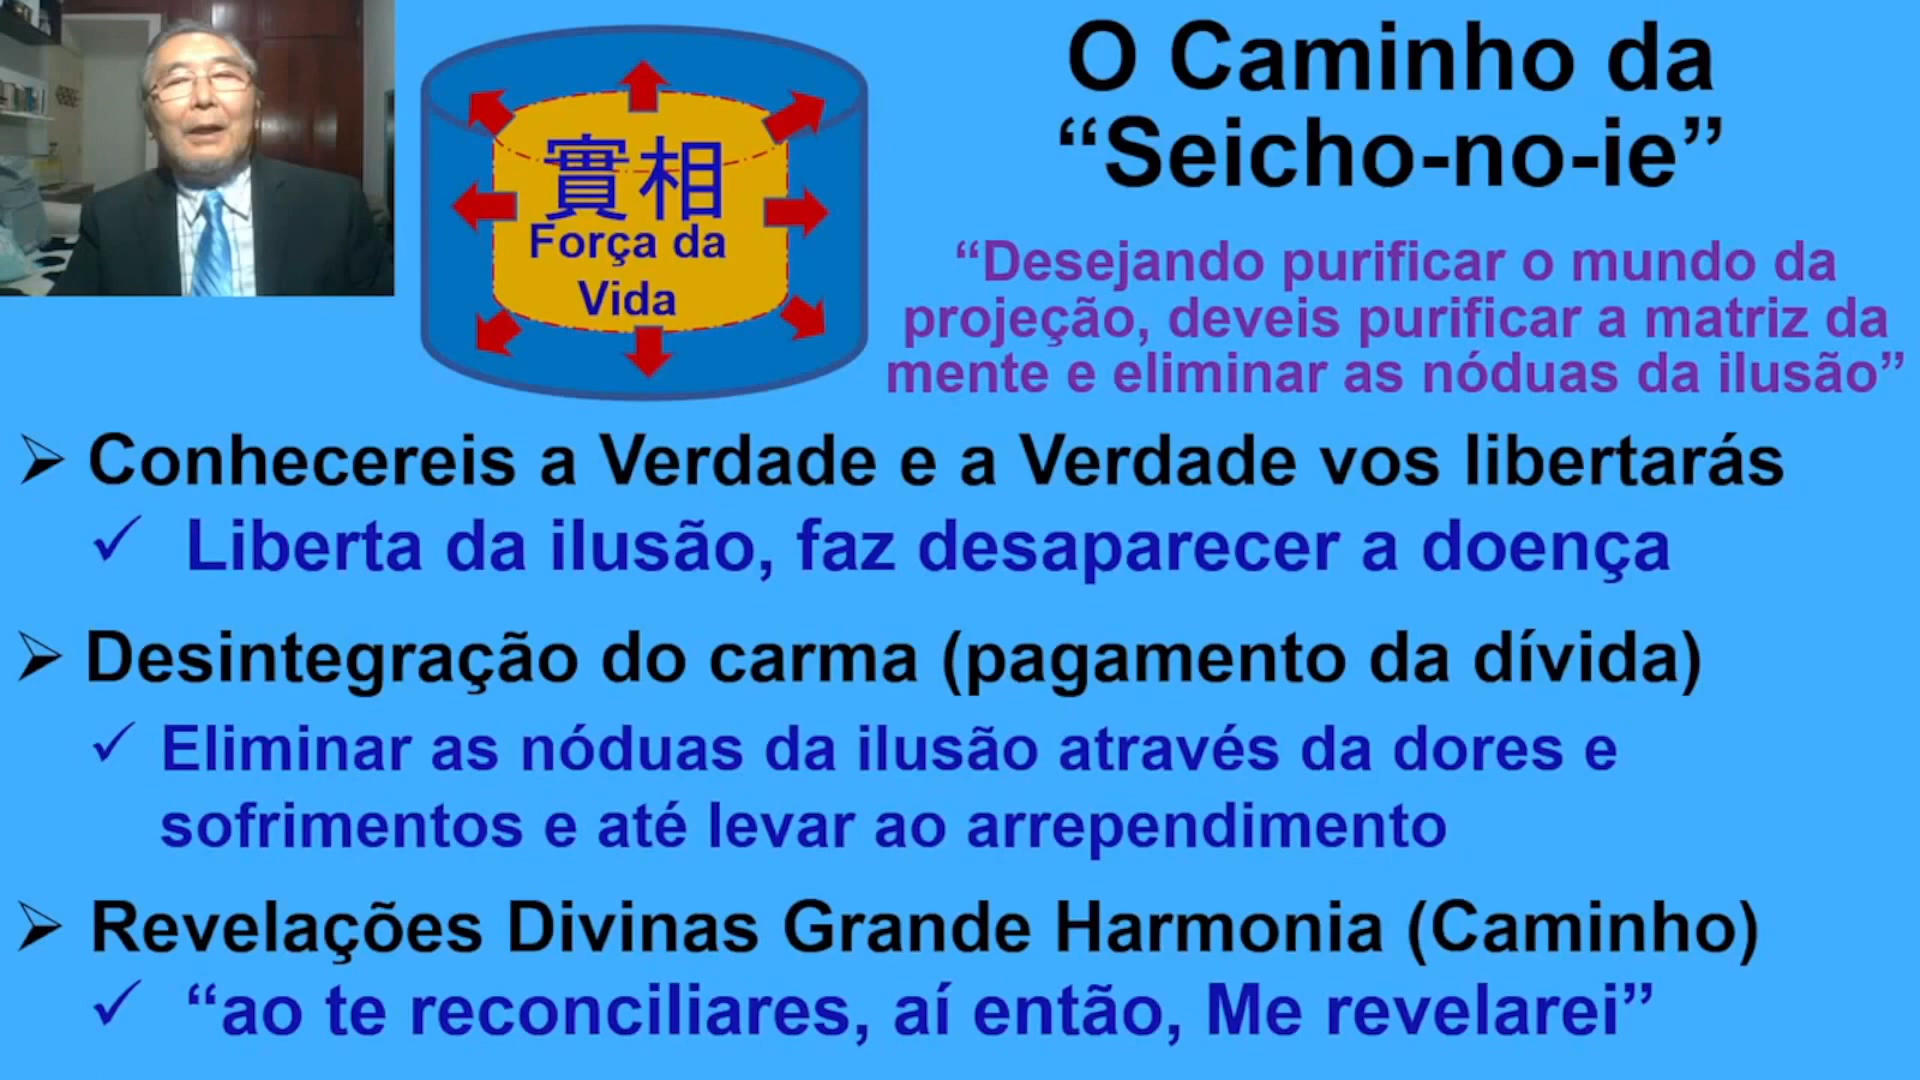 O Caminho da
“Seicho-no-ie”
實相
Força da
Vida
“Desejando purificar o mundo da
projeção, deveis purificar a matriz da
mente e eliminar as nóduas da ilusão”
➢ Conhecereis a Verdade e a Verdade vos libertarás
✓ Liberta da ilusão, faz desaparecer a doença
➢ Desintegração do carma (pagamento da dívida)
✓ Eliminar as nóduas da ilusão através da dores e
sofrimentos e até levar ao arrependimento
➢ Revelações Divinas Grande Harmonia (Caminho)
✓ “ao te reconciliares, aí então, Me revelarei”